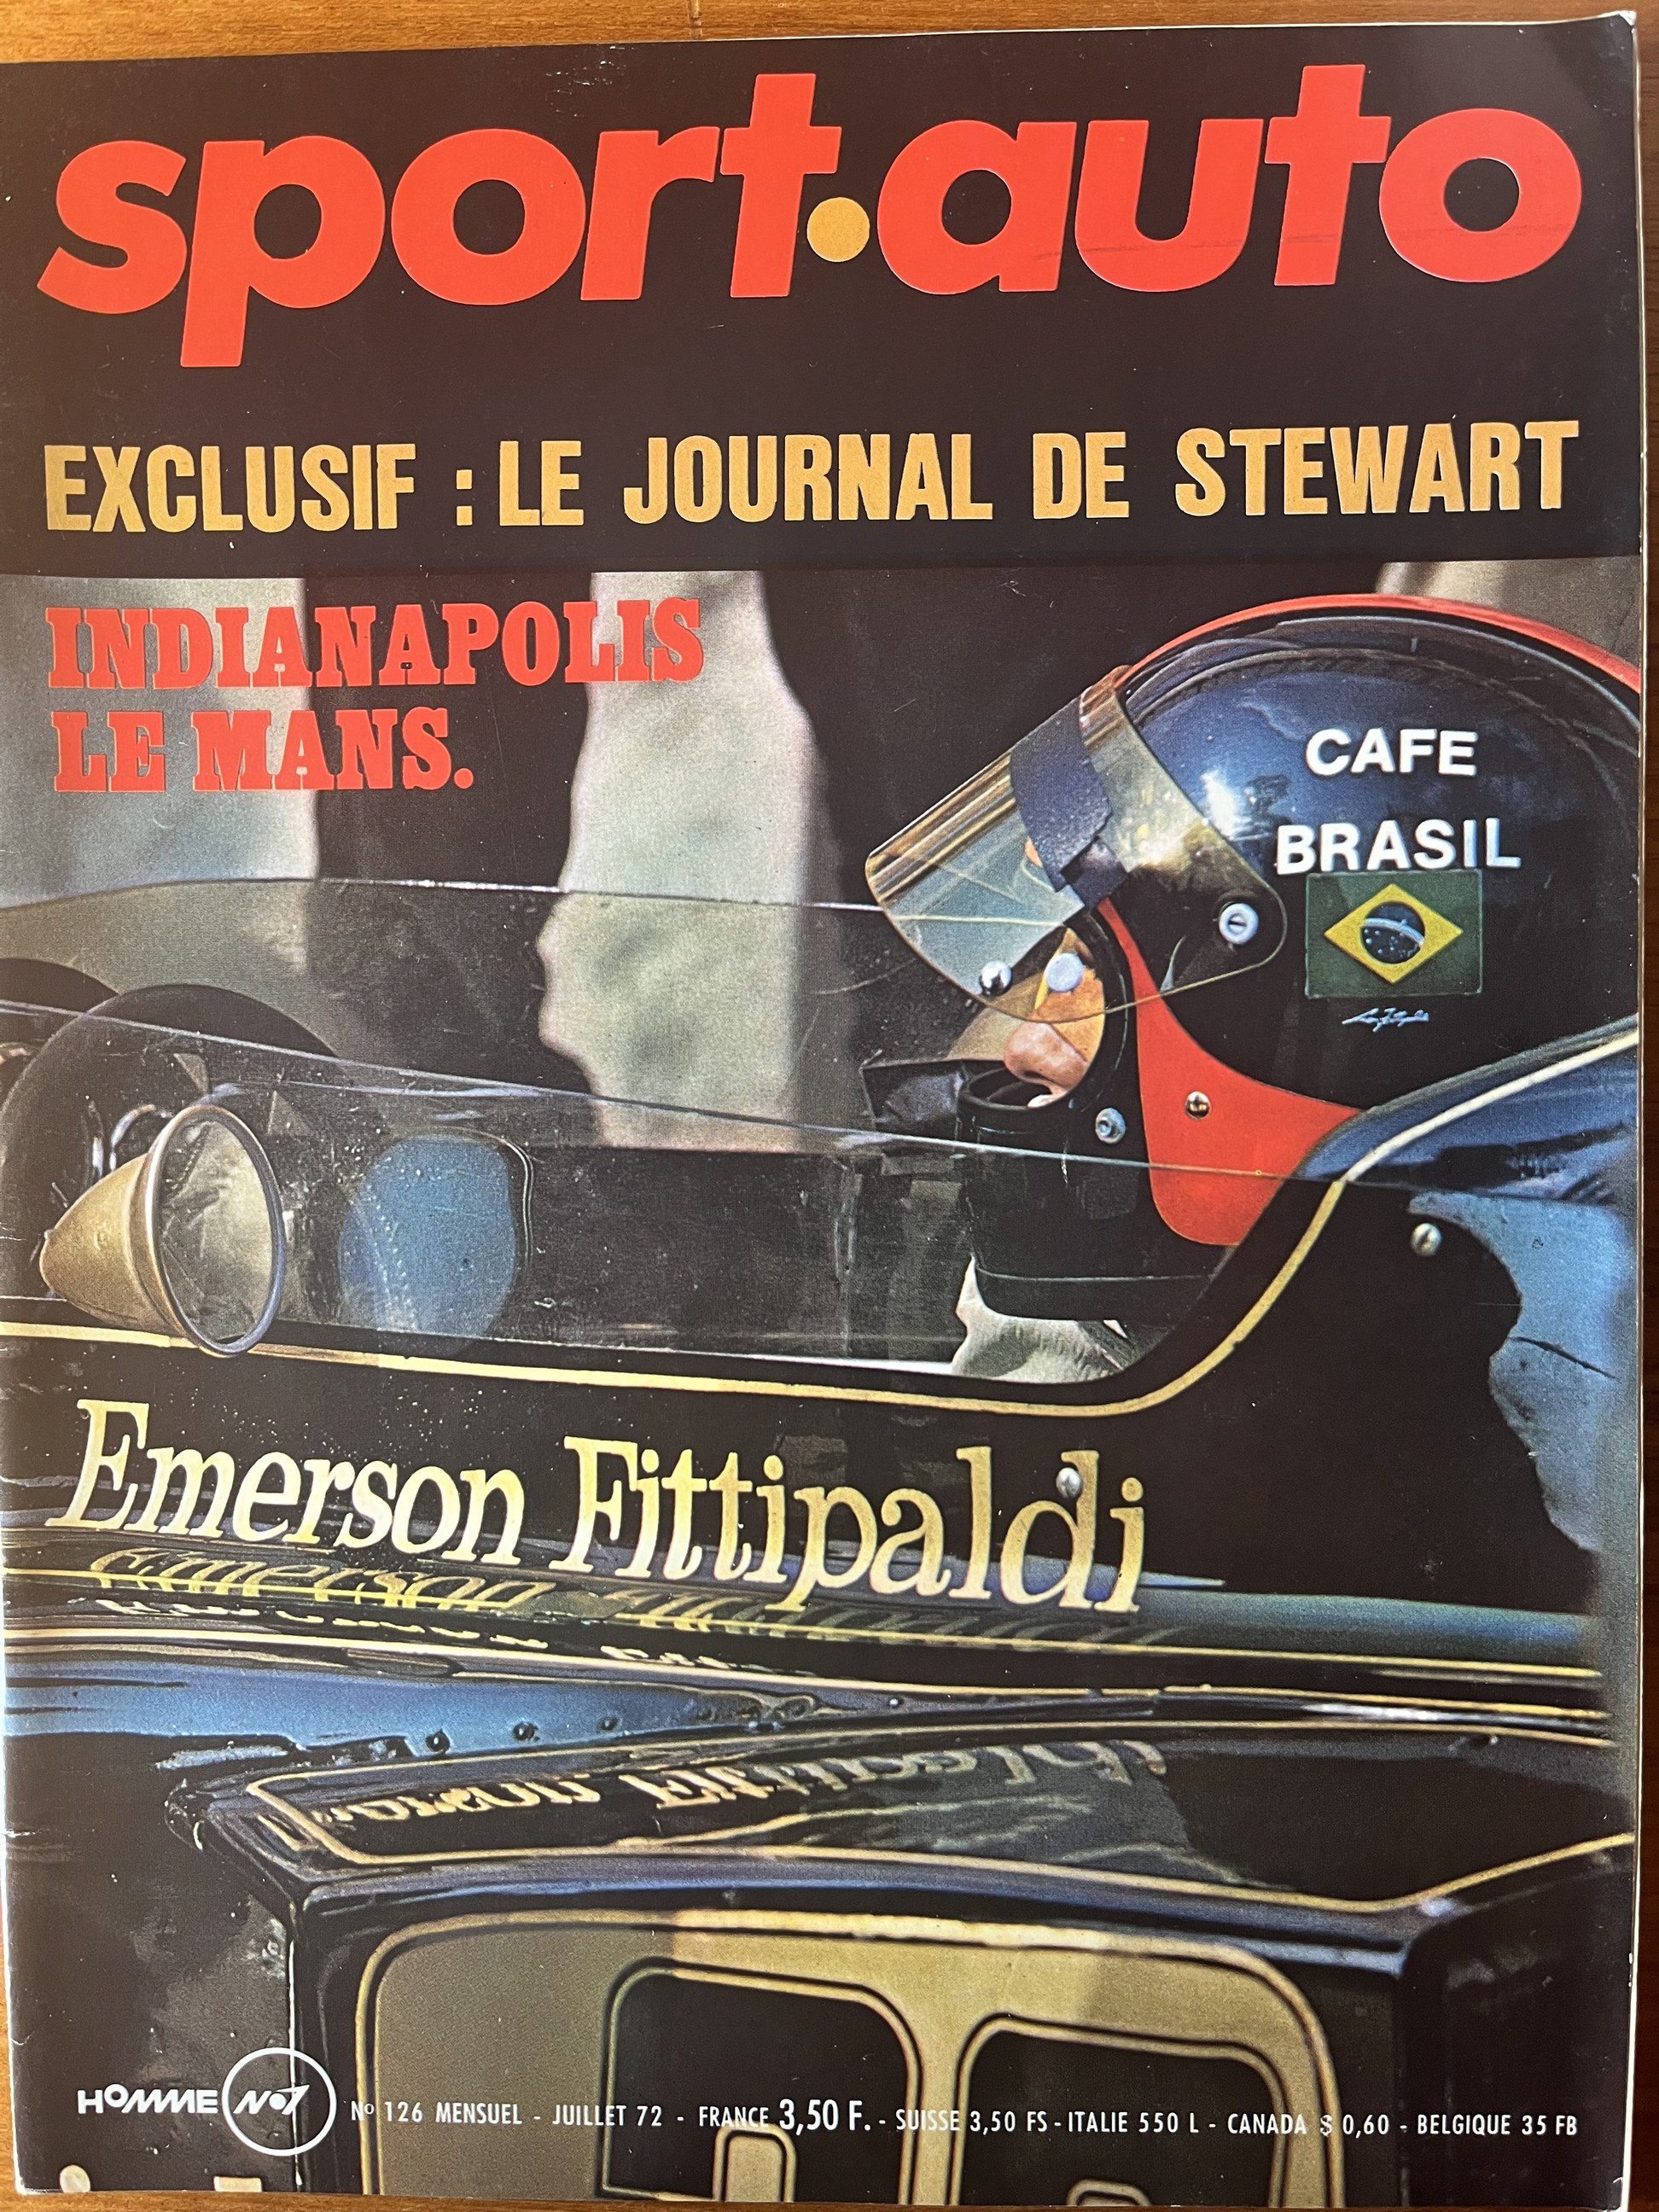 sport·auto
EXCLUSIF : LE JOURNAL DE STEWART
INDIANAPOLIS
LE MANS.
CAFE
BRASIL
Emerson Fittipaldi
HOMME No1
No 126 MENSUEL - JUILLET 72 - FRANCE 3,50 F. - SUISSE 3,50 FS - ITALIE 550 L - CANADA $ 0,60 - BELGIQUE 35 FB